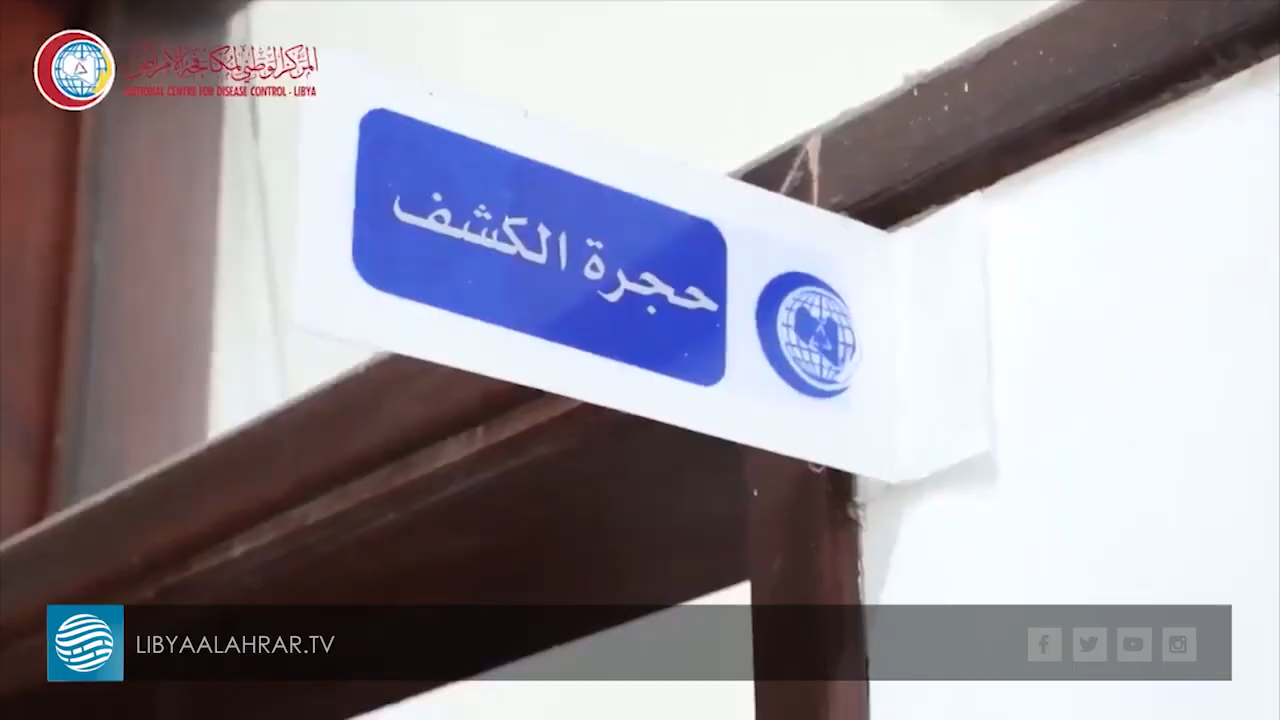 المركز الوطني لمكافحة الأمراض
NATIONAL CENTRE FOR DISEASE CONTROL - LIBYA
حجرة الكشف
LIBYAALAHRAR.TV